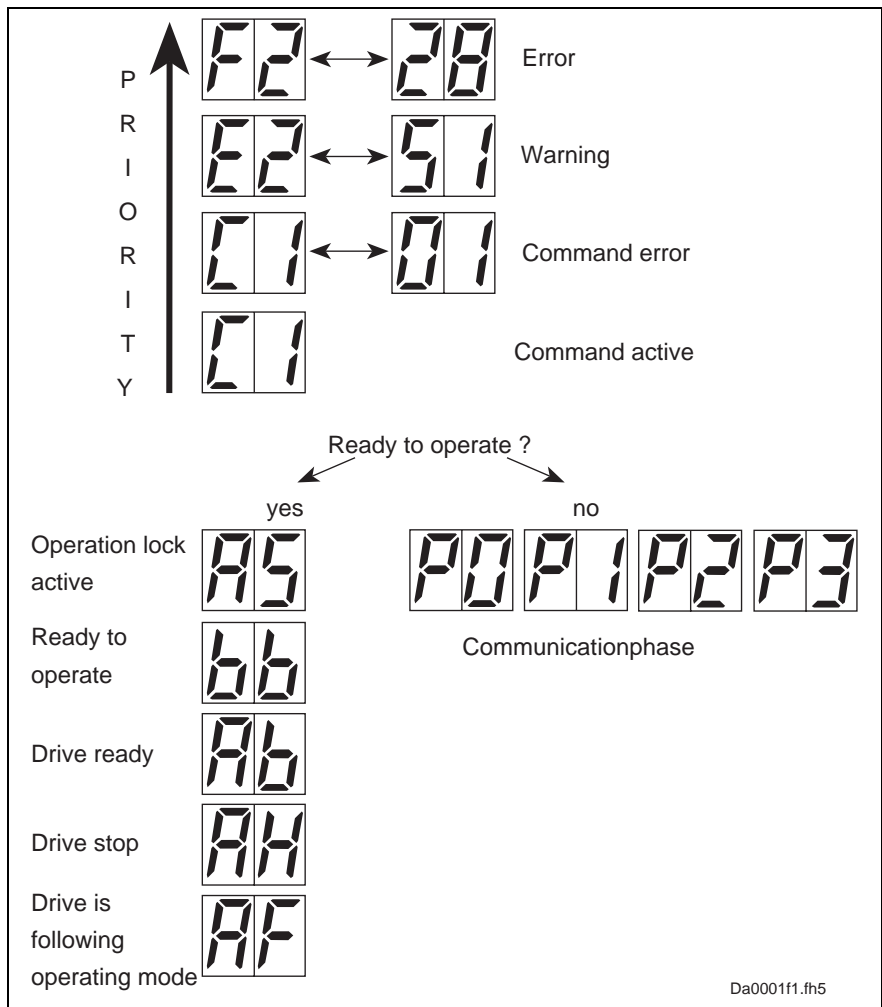 F2 28 Error
E2 51 Warning
C1 01 Command error
C1 Command active
PRIORITY
Ready to operate ?
yes no
Operation lock
active
A5
P0 P1 P2 P3
Communicationphase
Ready to
operate
bb
Drive ready
Ab
Drive stop
AH
Drive is
following
operating mode
AF
Da0001f1.fh5